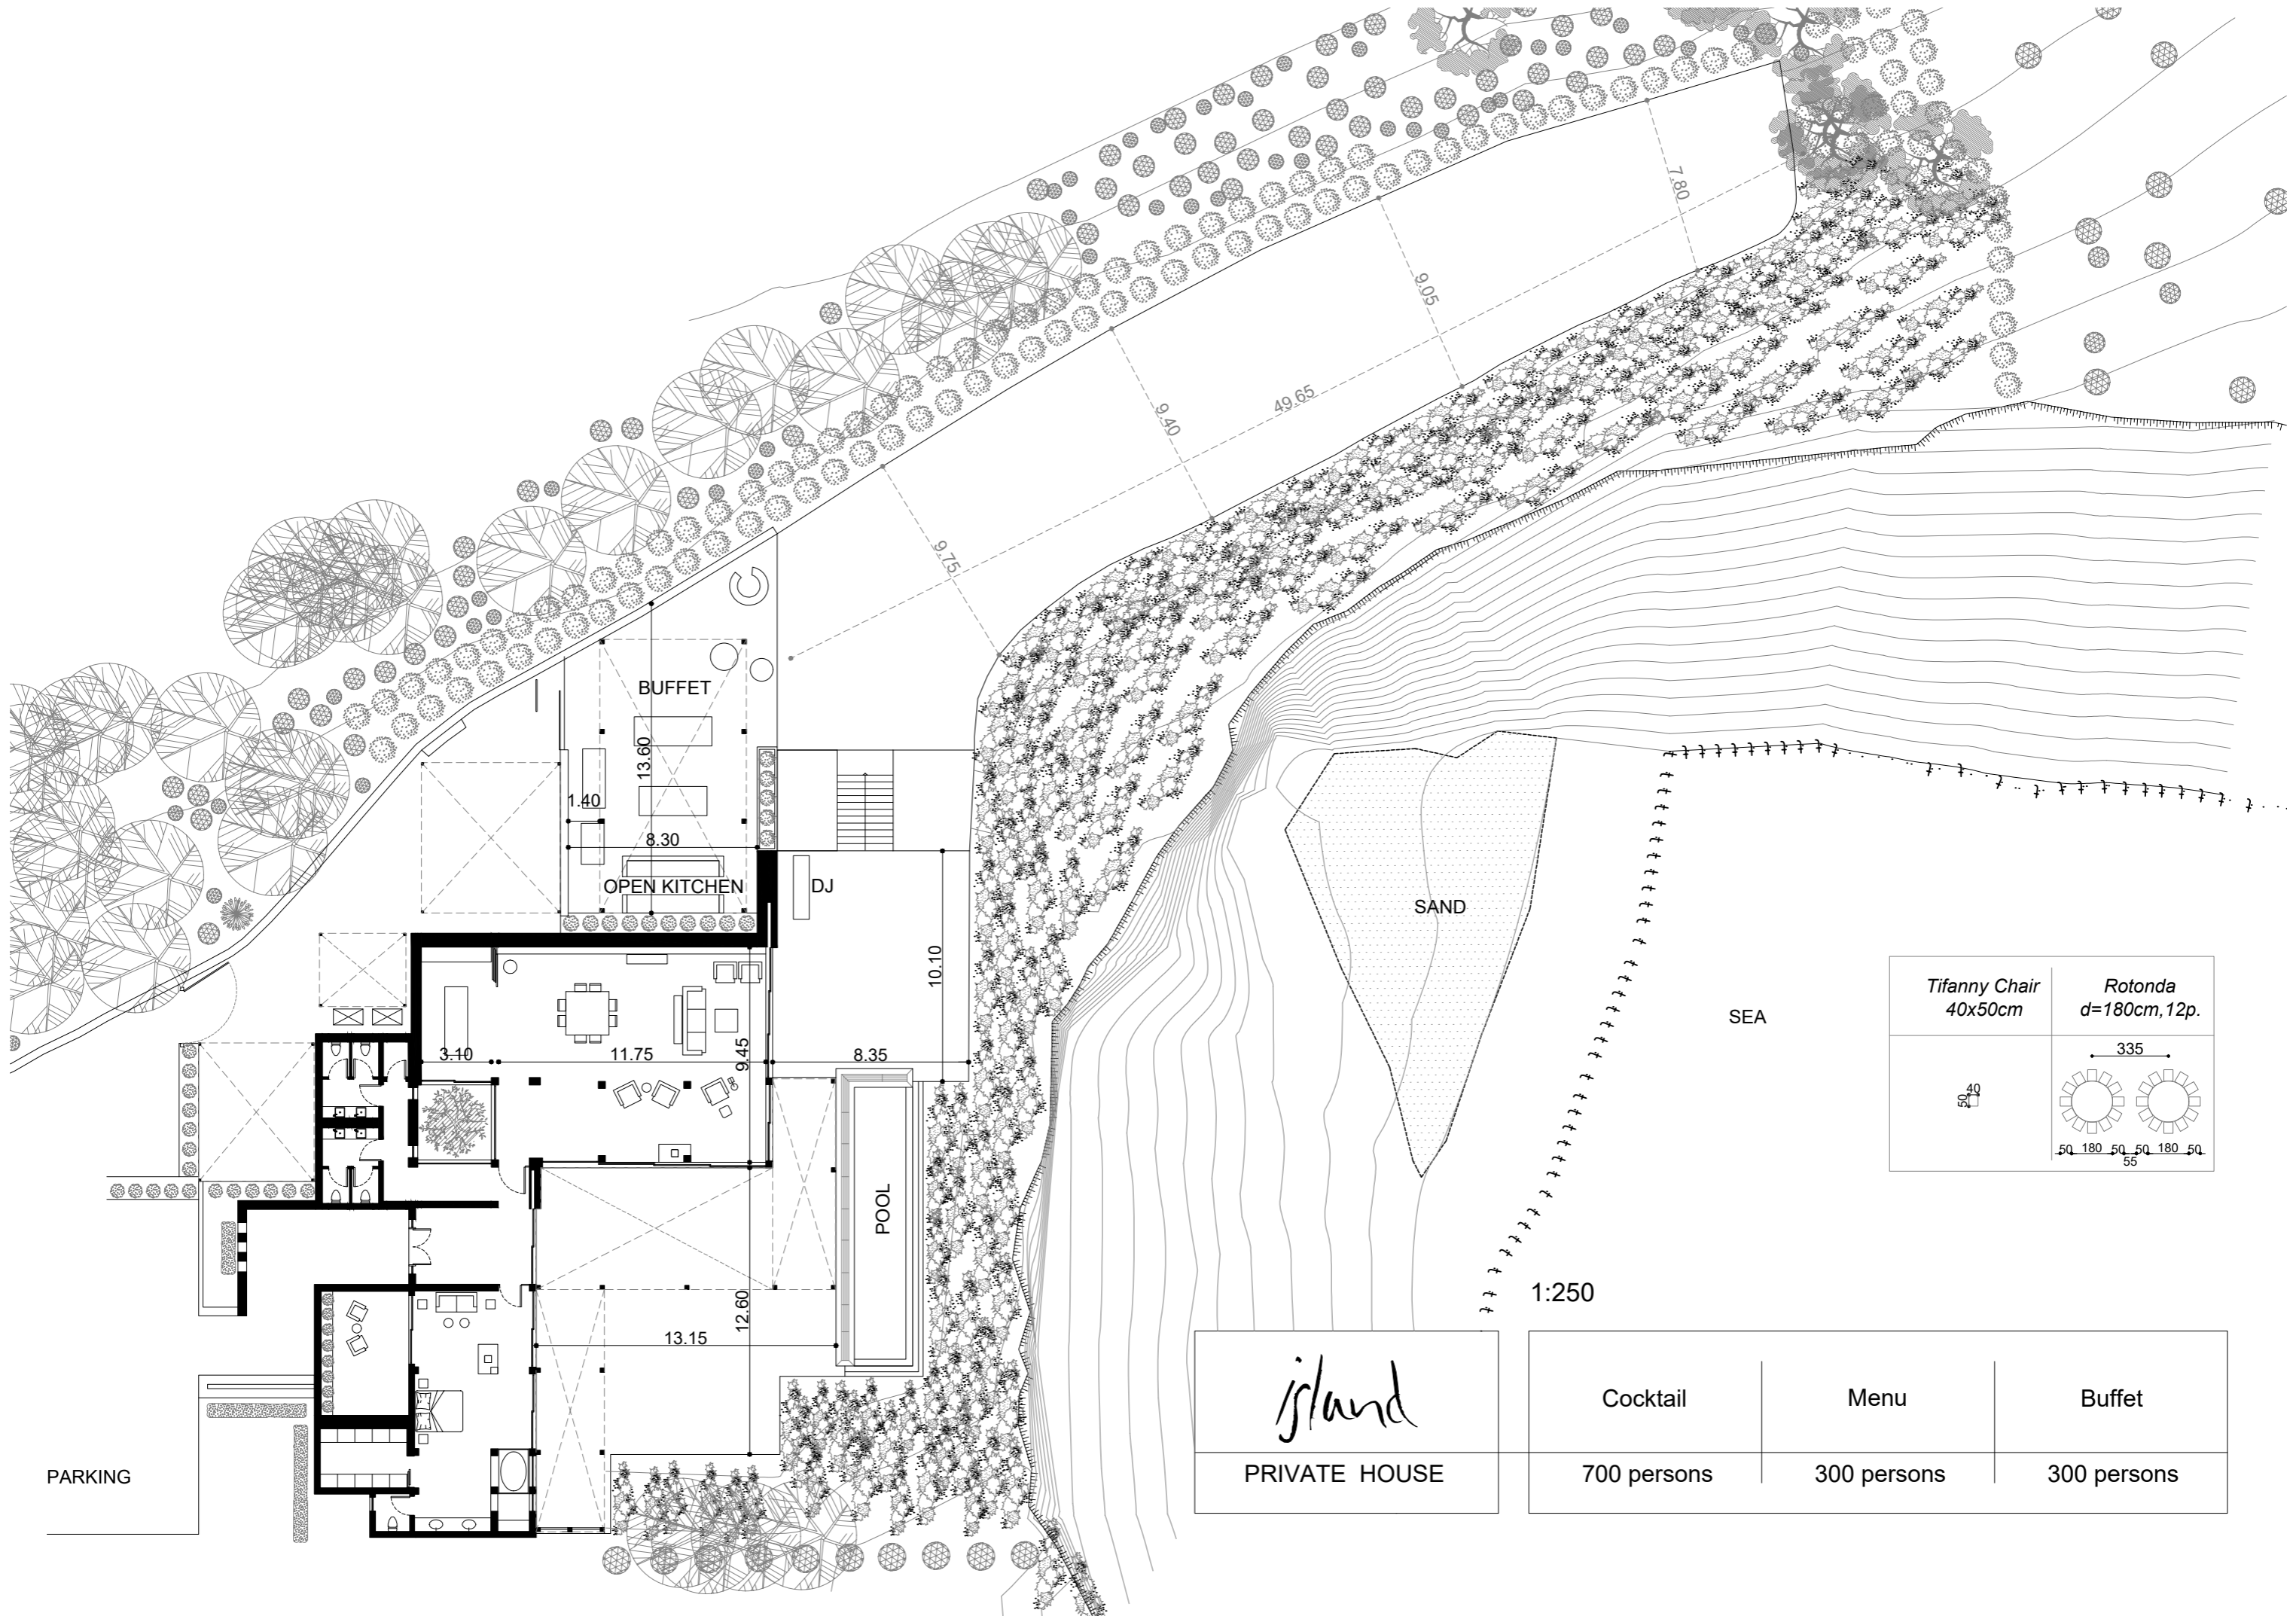 7.80
9.05
49.65
9.40
9.75
BUFFET
13.60
1.40
8.30
OPEN KITCHEN
DJ
SAND
10.10
SEA
3.10
11.75
9.45
8.35
POOL
12.60
13.15
PARKING
Tifanny Chair
40x50cm
Rotonda
d=180cm,12p.
335
40
50
50 180 50 50 180 50
55
1:250
island
PRIVATE HOUSE
Cocktail
Menu
Buffet
700 persons
300 persons
300 persons